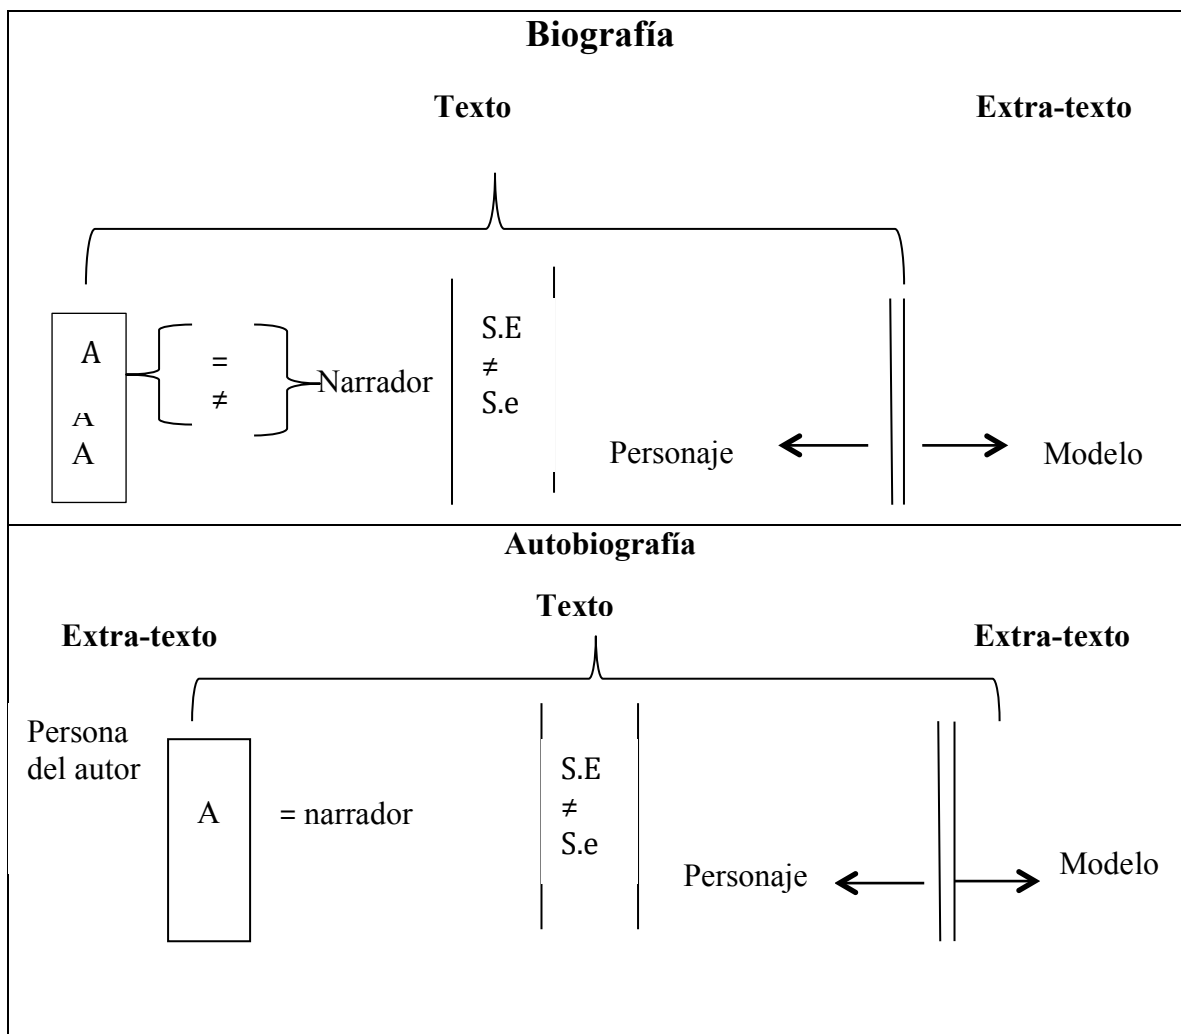 Biografía
Texto Extra-texto
A
=
≠
Narrador
A
A
S.E
≠
S.e
Personaje
Modelo
Autobiografía
Texto
Extra-texto Extra-texto
Persona
del autor
A
= narrador
S.E
≠
S.e
Personaje
Modelo